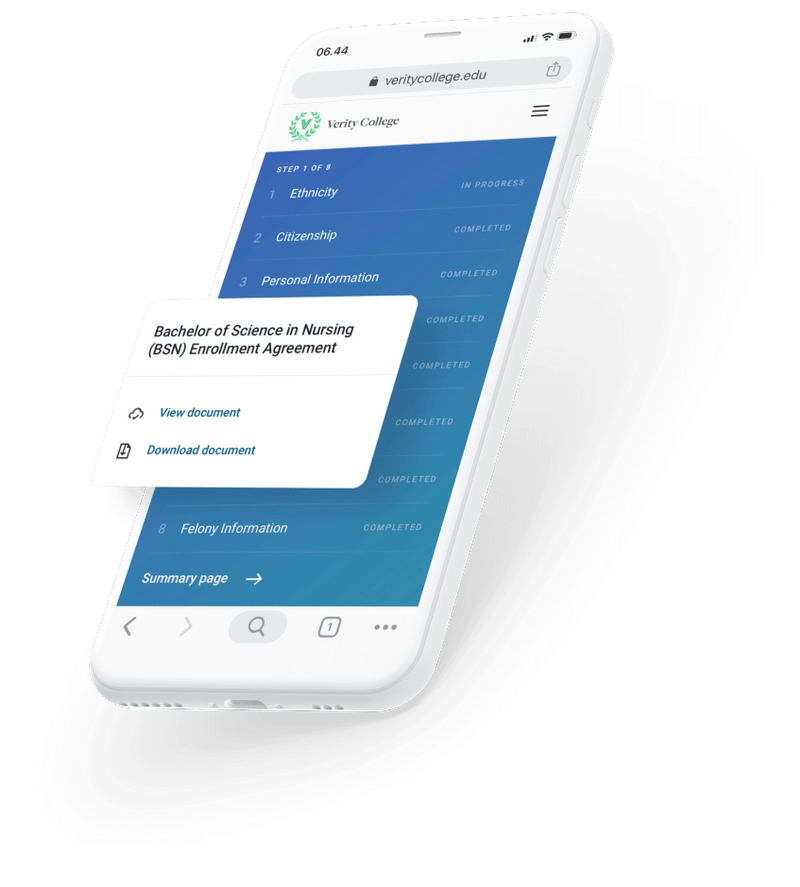 06.44
veritycollege.edu
Verity College
STEP 1 OF 8
1 Ethnicity IN PROGRESS
2 Citizenship COMPLETED
3 Personal Information COMPLETED
COMPLETED
Bachelor of Science in Nursing
(BSN) Enrollment Agreement
COMPLETED
View document
COMPLETED
Download document
COMPLETED
8 Felony Information COMPLETED
Summary page
1